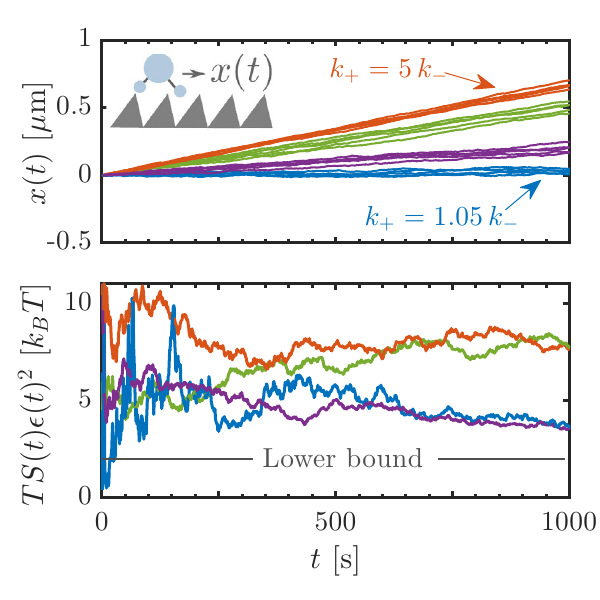 1
x(t)
k₊ = 5 k₋
0.5
x(t) [μm]
0
k₊ = 1.05 k₋
-0.5
10
TS(t)ϵ(t)² [k_BT]
5
Lower bound
0
0 500 1000
t [s]